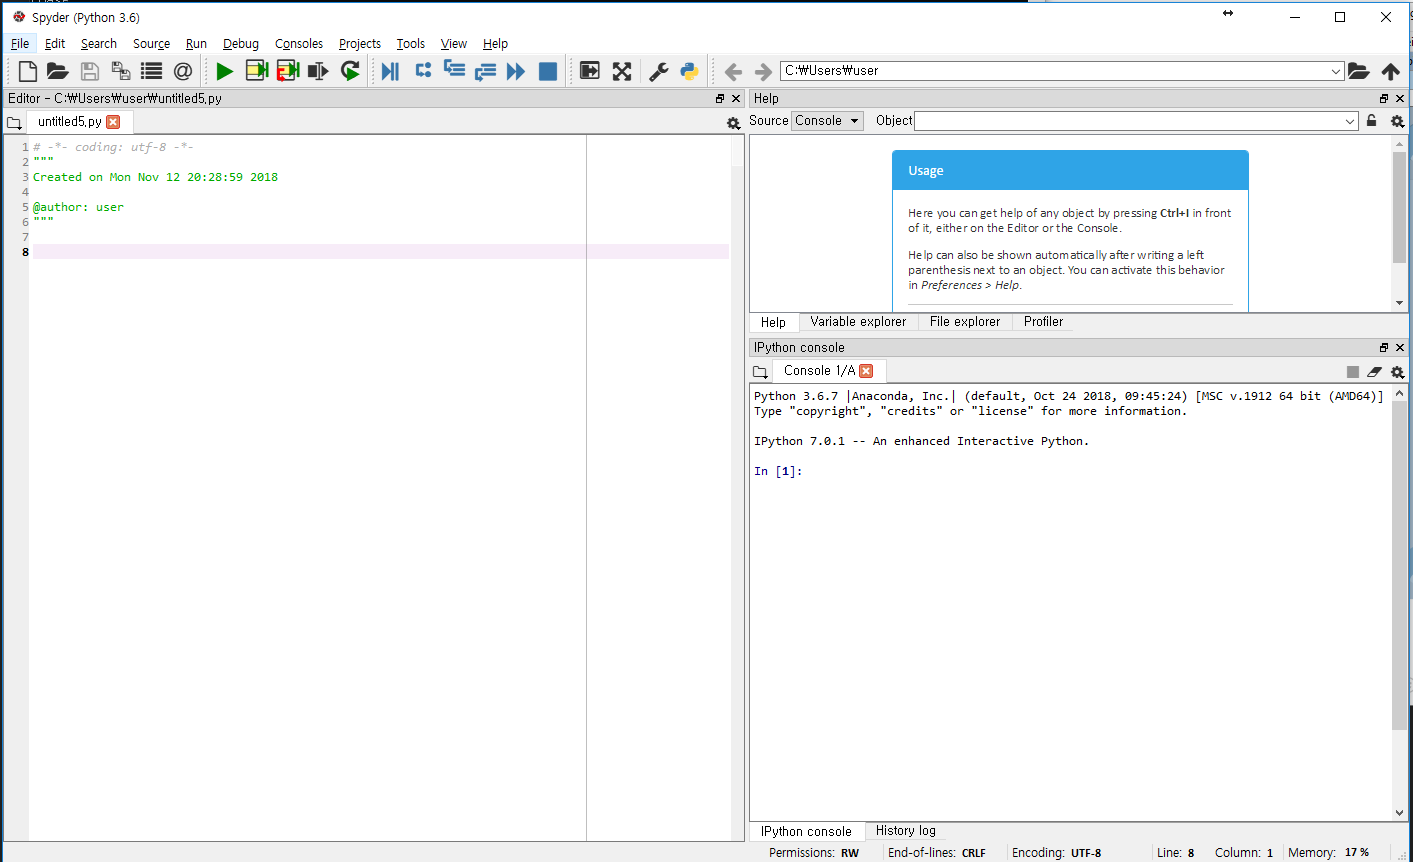 Spyder (Python 3.6)
File Edit Search Source Run Debug Consoles Projects Tools View Help
C:₩Users₩user
Editor - C:₩Users₩user₩untitled5.py
untitled5.py
1 # -*- coding: utf-8 -*-
2 """
3 Created on Mon Nov 12 20:28:59 2018
4
5 @author: user
6 """
7
8
Help
Source Console Object
Usage
Here you can get help of any object by pressing Ctrl+I in front
of it, either on the Editor or the Console.
Help can also be shown automatically after writing a left
parenthesis next to an object. You can activate this behavior
in Preferences > Help.
Help Variable explorer File explorer Profiler
IPython console
Console 1/A
Python 3.6.7 |Anaconda, Inc.| (default, Oct 24 2018, 09:45:24) [MSC v.1912 64 bit (AMD64)]
Type "copyright", "credits" or "license" for more information.
IPython 7.0.1 -- An enhanced Interactive Python.
In [1]:
IPython console History log
Permissions: RW End-of-lines: CRLF Encoding: UTF-8 Line: 8 Column: 1 Memory: 17 %